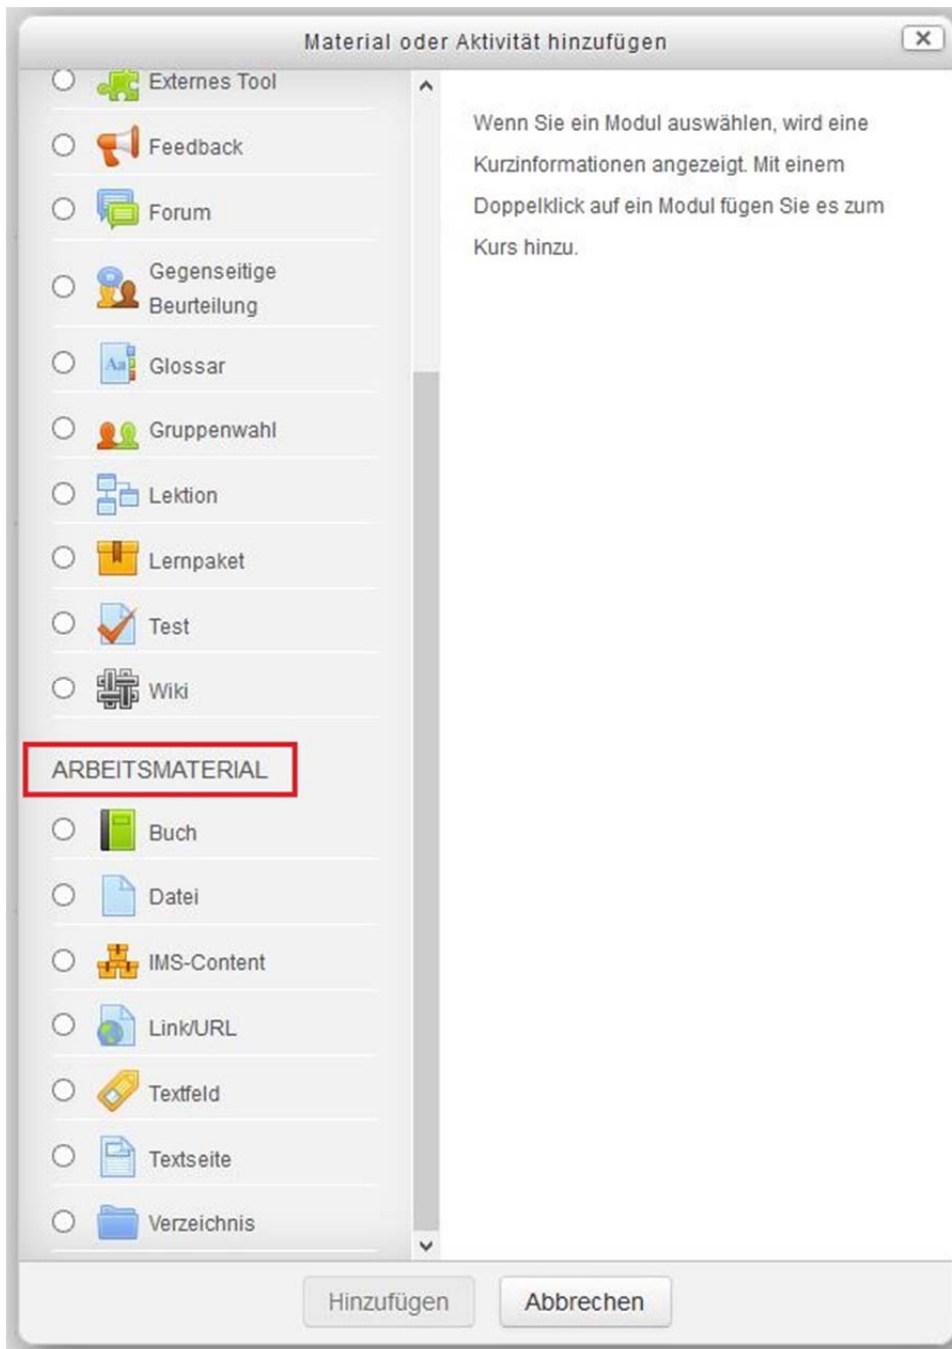 Material oder Aktivität hinzufügen
Externes Tool
Feedback
Forum
Gegenseitige
Beurteilung
Glossar
Gruppenwahl
Lektion
Lernpaket
Test
Wiki
ARBEITSMATERIAL
Buch
Datei
IMS-Content
Link/URL
Textfeld
Textseite
Verzeichnis
Wenn Sie ein Modul auswählen, wird eine
Kurzinformationen angezeigt. Mit einem
Doppelklick auf ein Modul fügen Sie es zum
Kurs hinzu.
Hinzufügen
Abbrechen